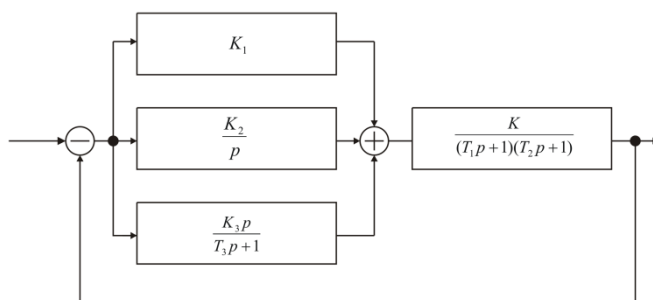 K₁
−
K₂
p
+
K
(T₁p+1)(T₂p+1)
K₃p
T₃p+1